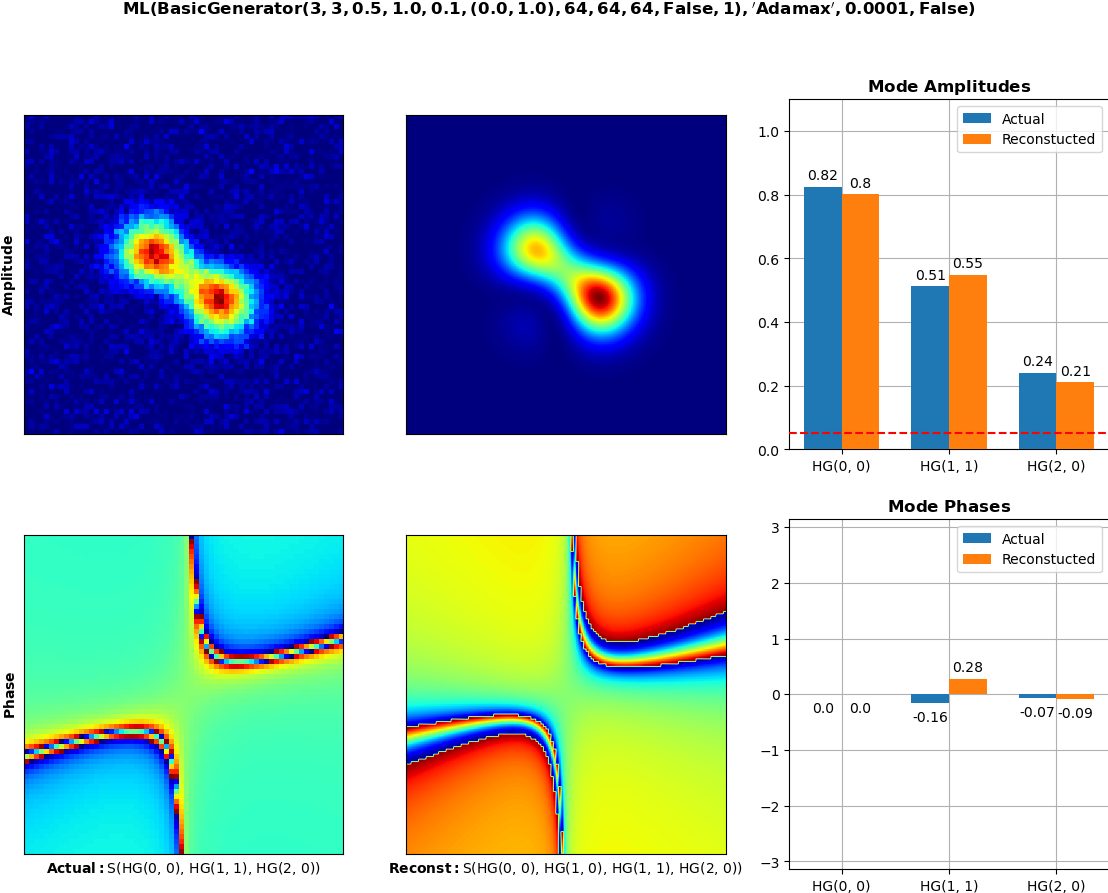 ML(BasicGenerator(3, 3, 0.5, 1.0, 0.1, (0.0, 1.0), 64, 64, 64, False, 1), ′Adamax′, 0.0001, False)
Amplitude
Mode Amplitudes
Actual
Reconstucted
1.0
0.8
0.6
0.4
0.2
0.0
0.82
0.8
0.51
0.55
0.24
0.21
HG(0, 0)
HG(1, 1)
HG(2, 0)
Phase
Actual: S(HG(0, 0), HG(1, 1), HG(2, 0))
Reconst: S(HG(0, 0), HG(1, 0), HG(1, 1), HG(2, 0))
Mode Phases
Actual
Reconstucted
3
2
1
0
−1
−2
−3
0.0
0.0
-0.16
0.28
-0.07
-0.09
HG(0, 0)
HG(1, 1)
HG(2, 0)